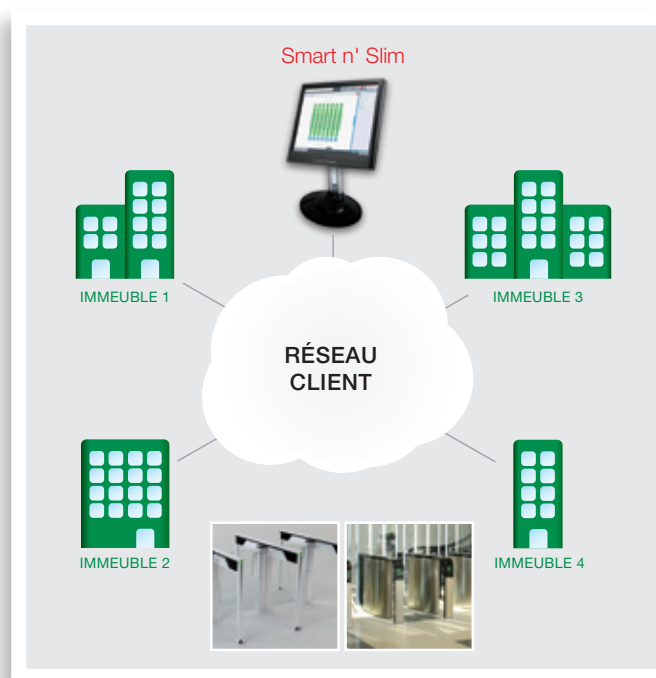 Smart n' Slim
IMMEUBLE 1
IMMEUBLE 3
RÉSEAU
CLIENT
IMMEUBLE 2
IMMEUBLE 4